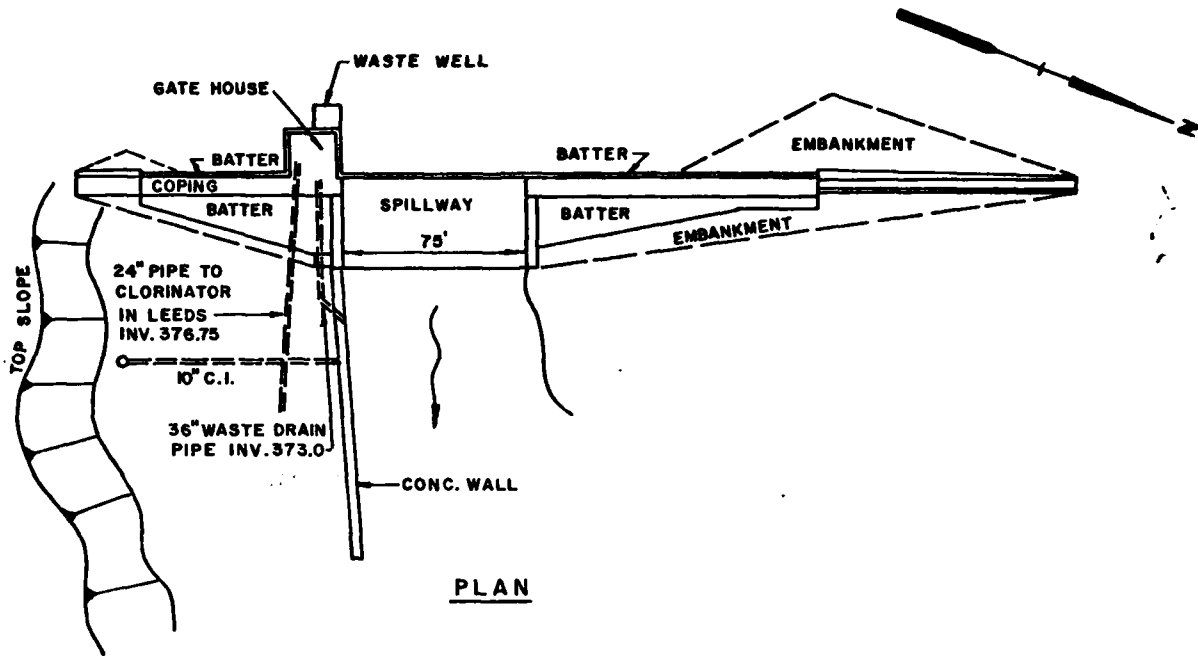 WASTE WELL
GATE HOUSE
N
BATTER
BATTER
EMBANKMENT
COPING
BATTER
SPILLWAY
BATTER
75'
EMBANKMENT
TOP SLOPE
24" PIPE TO
CLORINATOR
IN LEEDS
INV. 376.75
10" C.I.
36" WASTE DRAIN
PIPE INV. 373.0
CONC. WALL
PLAN